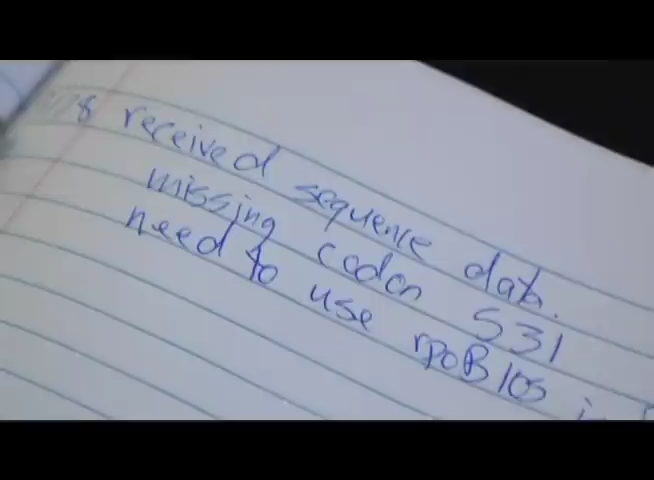 received sequence data.
missing codon 531
need to use rpoB105